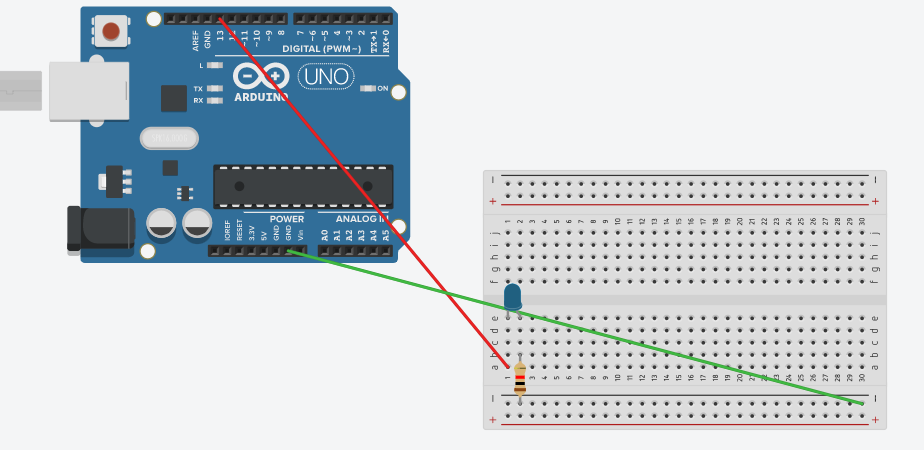 AREF
GND
13
12
~11
~10
~9
8
7
~6
~5
4
~3
2
TX→1
RX←0
DIGITAL (PWM~)
L
TX
RX
ARDUINO
UNO
ON
IOREF
RESET
3.3V
5V
GND
GND
Vin
POWER
ANALOG IN
A0
A1
A2
A3
A4
A5
− −
+ +
1 2 3 4 5 6 7 8 9 10 11 12 13 14 15 16 17 18 19 20 21 22 23 24 25 26 27 28 29 30
j j
i i
h h
g g
f f
e e
d d
c c
b b
a a
1 2 3 4 5 6 7 8 9 10 11 12 13 14 15 16 17 18 19 20 21 22 23 24 25 26 27 28 29 30
− −
+ +